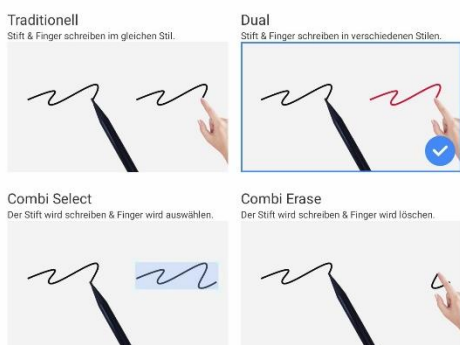 Traditionell
Stift & Finger schreiben im gleichen Stil.
Dual
Stift & Finger schreiben in verschiedenen Stilen.
Combi Select
Der Stift wird schreiben & Finger wird auswählen.
Combi Erase
Der Stift wird schreiben & Finger wird löschen.